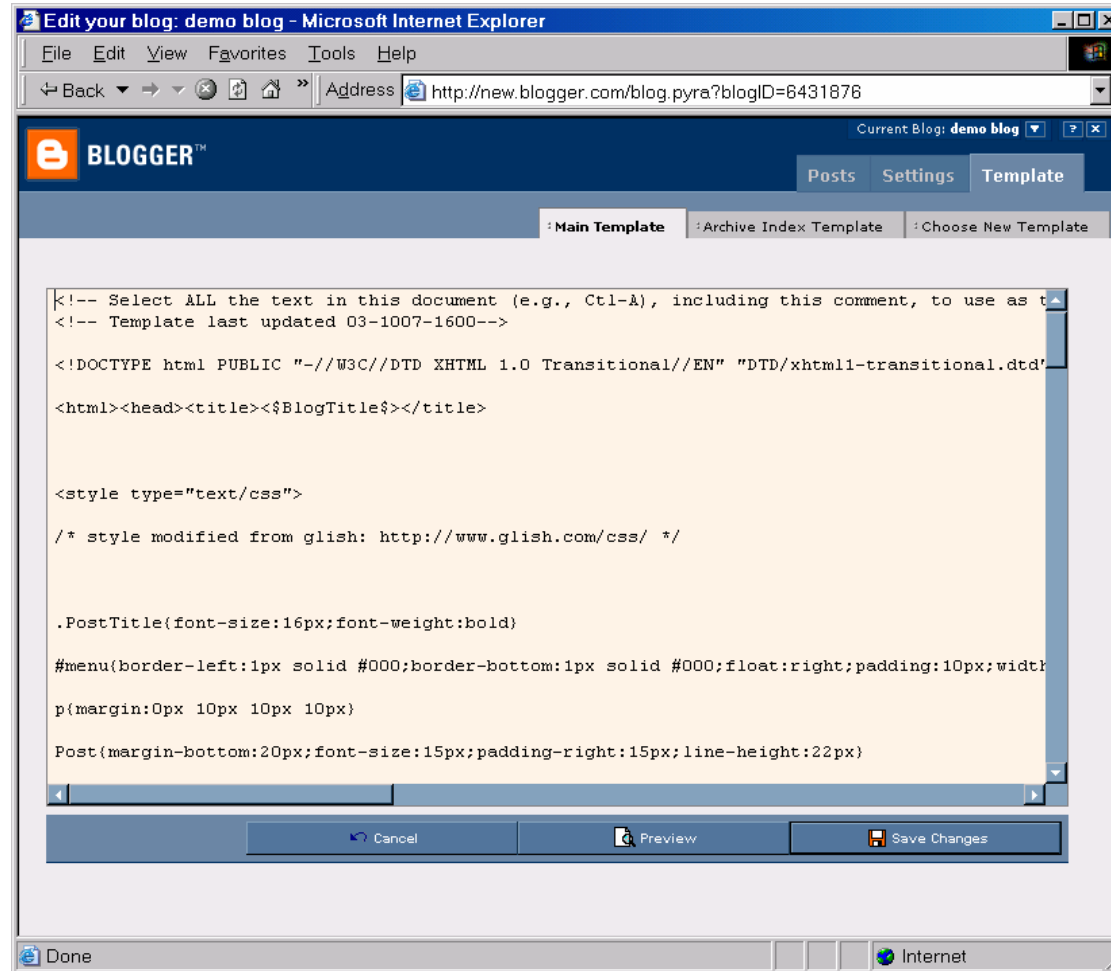 Edit your blog: demo blog - Microsoft Internet Explorer
File Edit View Favorites Tools Help
Back » Address http://new.blogger.com/blog.pyra?blogID=6431876
Current Blog: demo blog ? x
BLOGGER™
Posts Settings Template
Main Template Archive Index Template Choose New Template
<!-- Select ALL the text in this document (e.g., Ctl-A), including this comment, to use as t
<!-- Template last updated 03-1007-1600-->
<!DOCTYPE html PUBLIC "-//W3C//DTD XHTML 1.0 Transitional//EN" "DTD/xhtml1-transitional.dtd"
<html><head><title><$BlogTitle$></title>
<style type="text/css">
/* style modified from glish: http://www.glish.com/css/ */
.PostTitle{font-size:16px;font-weight:bold}
#menu{border-left:1px solid #000;border-bottom:1px solid #000;float:right;padding:10px;width
p{margin:0px 10px 10px 10px}
Post{margin-bottom:20px;font-size:15px;padding-right:15px;line-height:22px}
Cancel Preview Save Changes
Done Internet